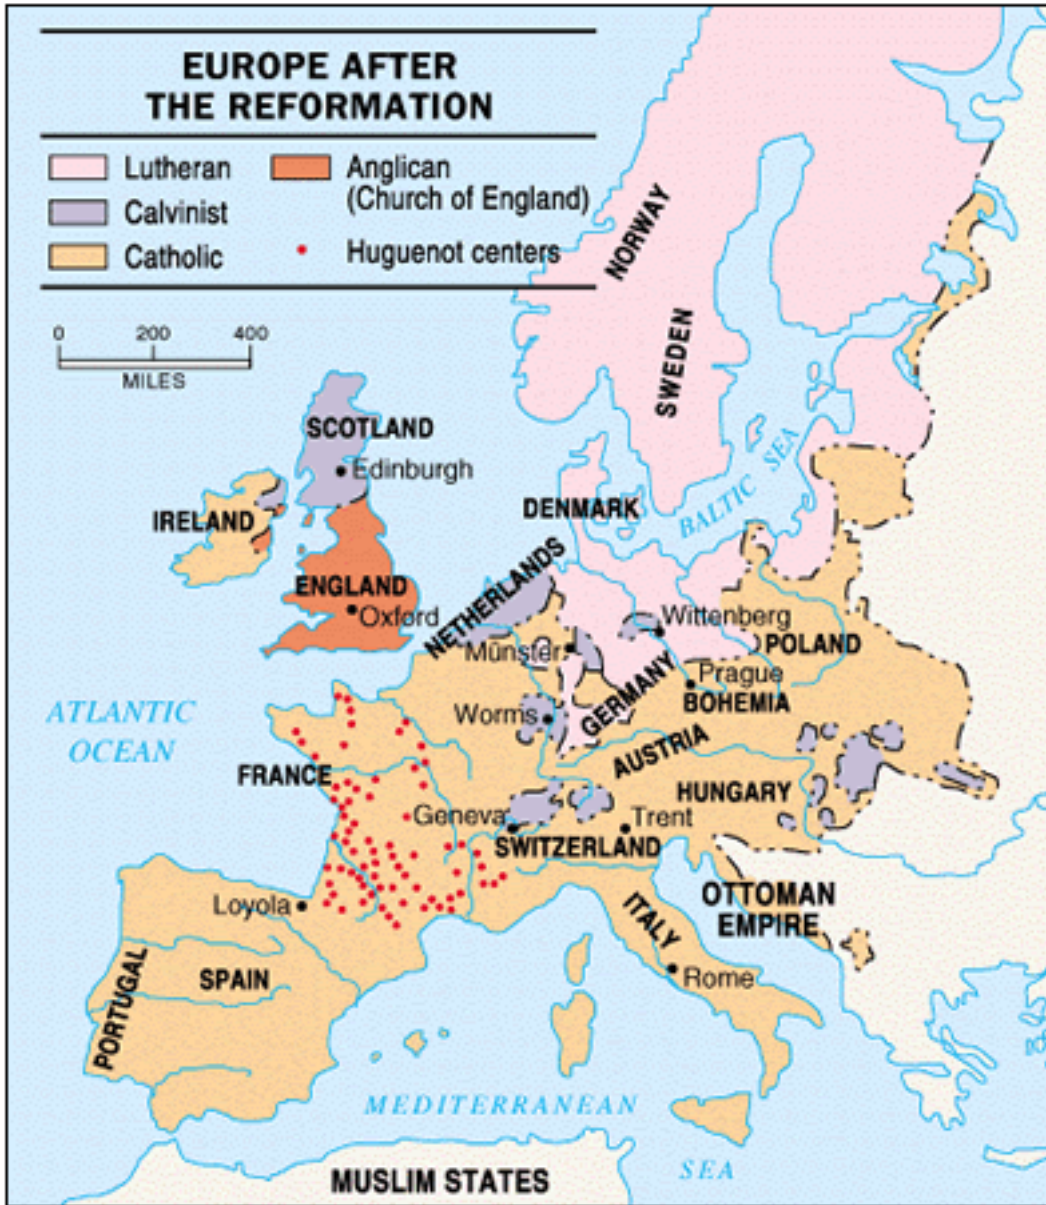 EUROPE AFTER
THE REFORMATION
Lutheran
Calvinist
Catholic
Anglican
(Church of England)
Huguenot centers
0 200 400
MILES
NORWAY
SWEDEN
SCOTLAND
Edinburgh
IRELAND
ENGLAND
Oxford
DENMARK
BALTIC SEA
NETHERLANDS
Münster
Wittenberg
POLAND
GERMANY
Prague
BOHEMIA
Worms
ATLANTIC
OCEAN
AUSTRIA
FRANCE
HUNGARY
Geneva
Trent
SWITZERLAND
Loyola
OTTOMAN
EMPIRE
ITALY
PORTUGAL
SPAIN
Rome
MEDITERRANEAN
SEA
MUSLIM STATES